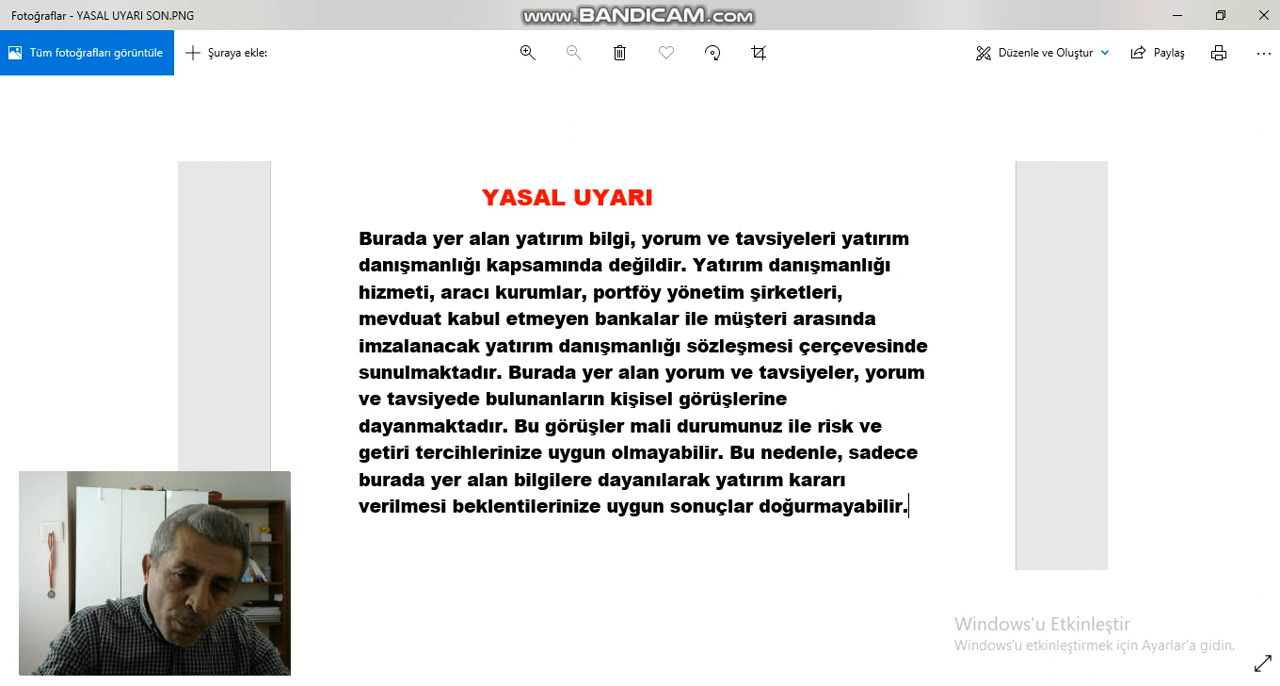 Fotoğraflar - YASAL UYARI SON.PNG
www.BANDICAM.com
Tüm fotoğrafları görüntüle
Şuraya ekle:
Düzenle ve Oluştur
Paylaş
YASAL UYARI
Burada yer alan yatırım bilgi, yorum ve tavsiyeleri yatırım
danışmanlığı kapsamında değildir. Yatırım danışmanlığı
hizmeti, aracı kurumlar, portföy yönetim şirketleri,
mevduat kabul etmeyen bankalar ile müşteri arasında
imzalanacak yatırım danışmanlığı sözleşmesi çerçevesinde
sunulmaktadır. Burada yer alan yorum ve tavsiyeler, yorum
ve tavsiyede bulunanların kişisel görüşlerine
dayanmaktadır. Bu görüşler mali durumunuz ile risk ve
getiri tercihlerinize uygun olmayabilir. Bu nedenle, sadece
burada yer alan bilgilere dayanılarak yatırım kararı
verilmesi beklentilerinize uygun sonuçlar doğurmayabilir.
Windows'u Etkinleştir
Windows'u etkinleştirmek için Ayarlar'a gidin.